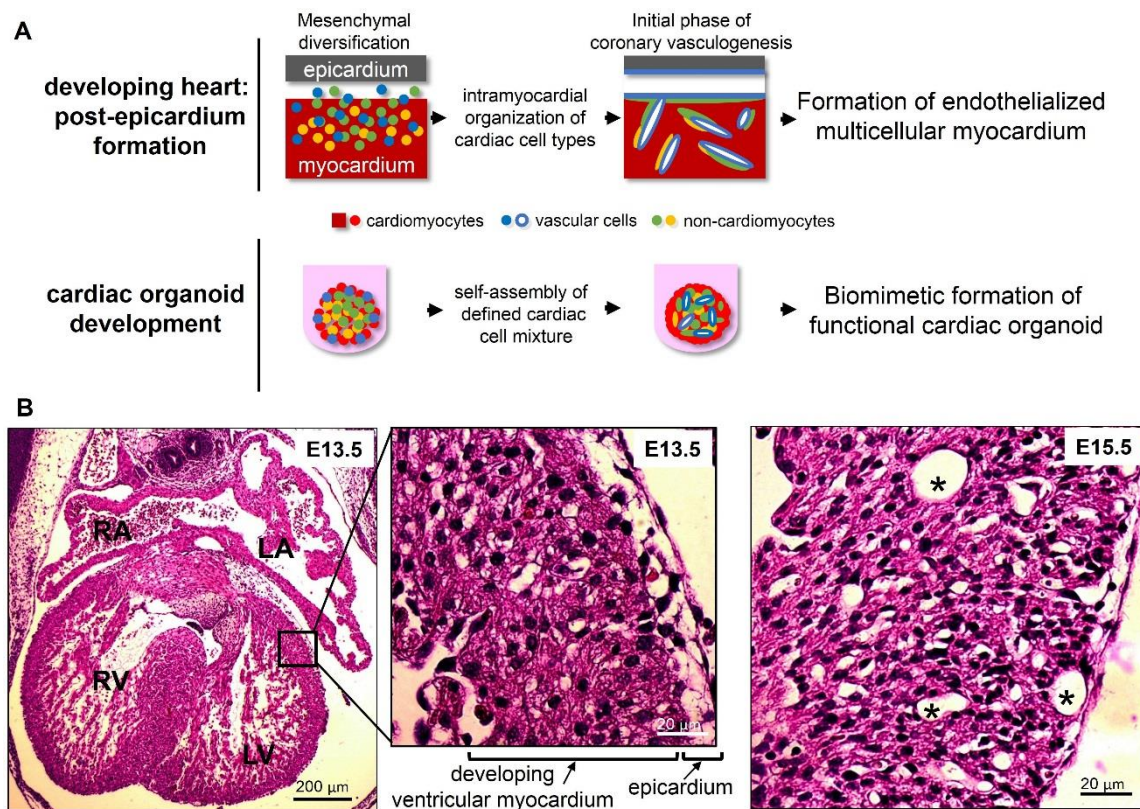 A
Mesenchymal
diversification
Initial phase of
coronary vasculogenesis
developing heart:
post-epicardium
formation
epicardium
myocardium
intramyocardial
organization of
cardiac cell types
Formation of endothelialized
multicellular myocardium
cardiomyocytes
vascular cells
non-cardiomyocytes
cardiac organoid
development
self-assembly of
defined cardiac
cell mixture
Biomimetic formation of
functional cardiac organoid
B
E13.5
RA
LA
RV
LV
200 µm
E13.5
20 µm
developing
ventricular myocardium
epicardium
E15.5
*
*
*
20 µm